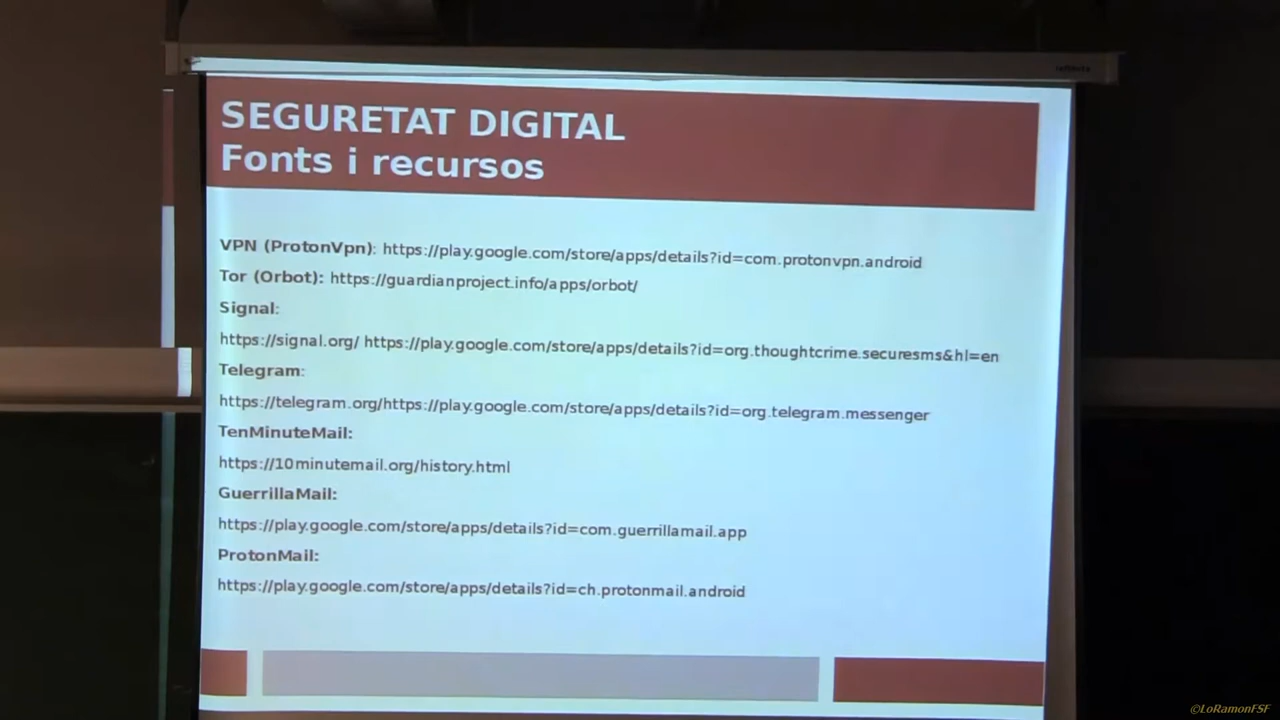 SEGURETAT DIGITAL
Fonts i recursos
VPN (ProtonVpn): https://play.google.com/store/apps/details?id=com.protonvpn.android
Tor (Orbot): https://guardianproject.info/apps/orbot/
Signal:
https://signal.org/ https://play.google.com/store/apps/details?id=org.thoughtcrime.securesms&hl=en
Telegram:
https://telegram.org/https://play.google.com/store/apps/details?id=org.telegram.messenger
TenMinuteMail:
https://10minutemail.org/history.html
GuerrillaMail:
https://play.google.com/store/apps/details?id=com.guerrillamail.app
ProtonMail:
https://play.google.com/store/apps/details?id=ch.protonmail.android
©LoRamonFSF